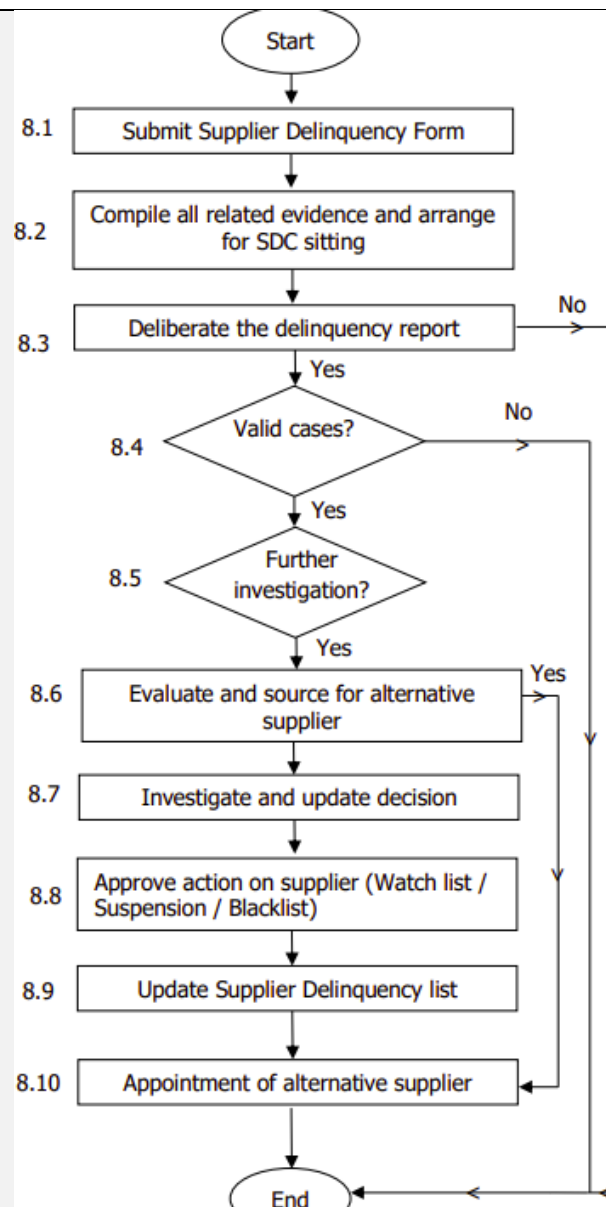 Start
8.1
Submit Supplier Delinquency Form
8.2
Compile all related evidence and arrange
for SDC sitting
8.3
Deliberate the delinquency report
No
Yes
8.4
Valid cases?
No
Yes
8.5
Further
investigation?
Yes
8.6
Evaluate and source for alternative
supplier
Yes
8.7
Investigate and update decision
8.8
Approve action on supplier (Watch list /
Suspension / Blacklist)
8.9
Update Supplier Delinquency list
8.10
Appointment of alternative supplier
End